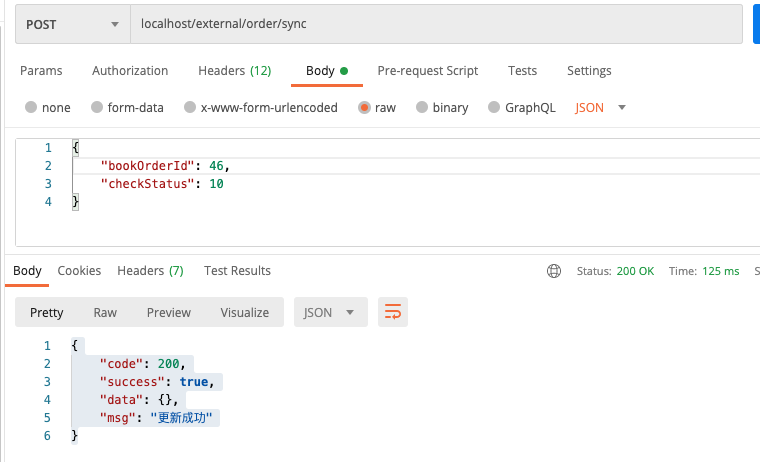 POST localhost/external/order/sync
Params Authorization Headers (12) Body Pre-request Script Tests Settings
none form-data x-www-form-urlencoded raw binary GraphQL JSON
1 {
2 "bookOrderId": 46,
3 "checkStatus": 10
4 }
Body Cookies Headers (7) Test Results Status: 200 OK Time: 125 ms S
Pretty Raw Preview Visualize JSON
1 {
2 "code": 200,
3 "success": true,
4 "data": {},
5 "msg": "更新成功"
6 }